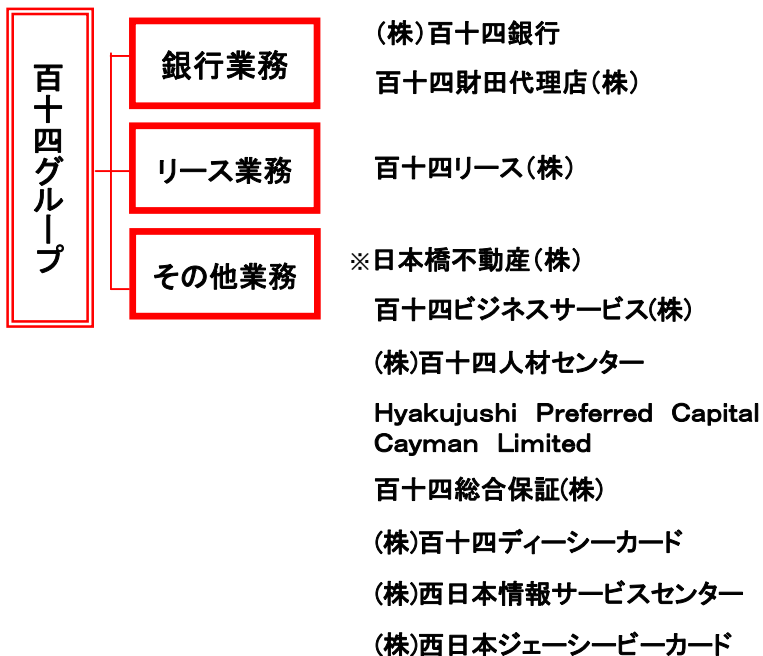 百十四グループ
銀行業務
(株)百十四銀行
百十四財田代理店(株)
リース業務
百十四リース(株)
その他業務
※日本橋不動産(株)
百十四ビジネスサービス(株)
(株)百十四人材センター
Hyakujushi Preferred Capital
Cayman Limited
百十四総合保証(株)
(株)百十四ディーシーカード
(株)西日本情報サービスセンター
(株)西日本ジェーシービーカード